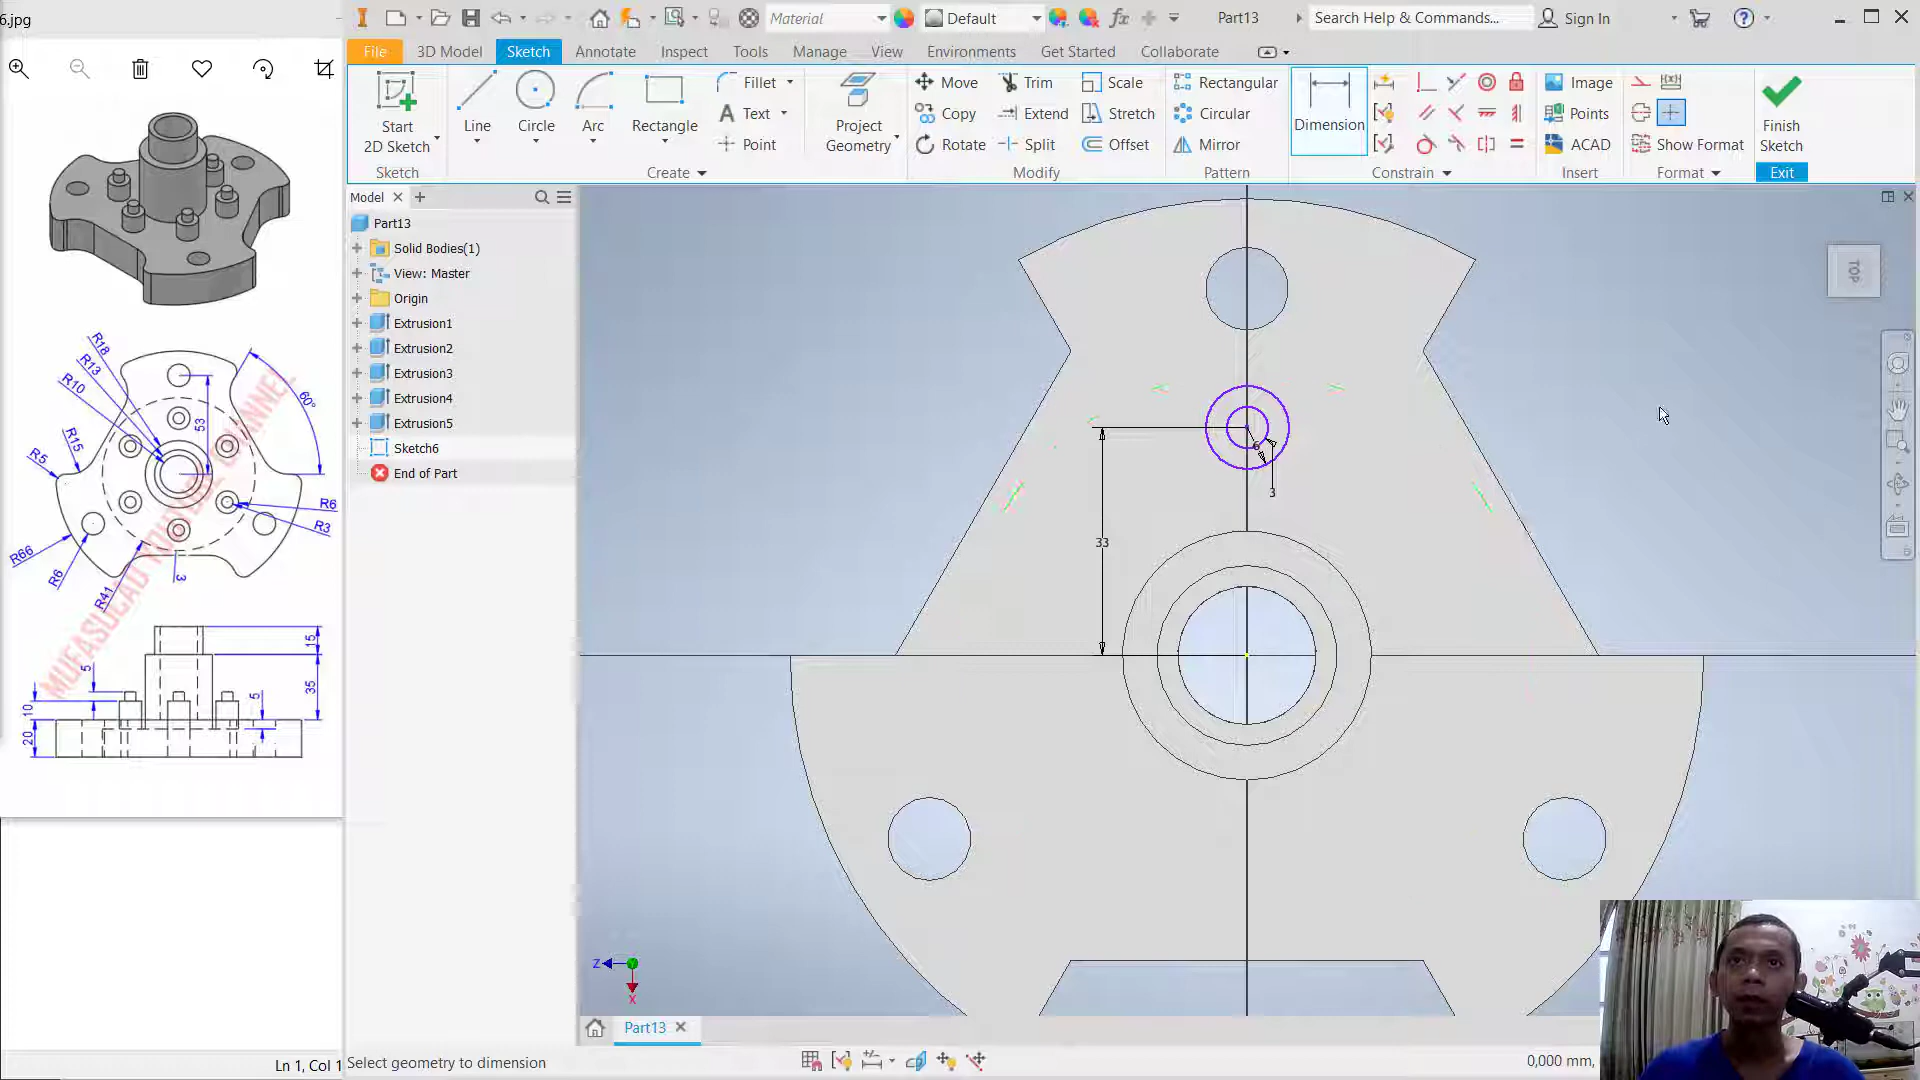 6.jpg
Material
Default
Part13
Search Help & Commands...
Sign In
File
3D Model
Sketch
Annotate
Inspect
Tools
Manage
View
Environments
Get Started
Collaborate
Start
2D Sketch
Line
Circle
Arc
Rectangle
Fillet
Text
Point
Project
Geometry
Move
Copy
Rotate
Trim
Extend
Split
Scale
Stretch
Offset
Rectangular
Circular
Mirror
Dimension
Image
Points
ACAD
Show Format
Finish
Sketch
Sketch
Create
Modify
Pattern
Constrain
Insert
Format
Exit
Model
Part13
Solid Bodies(1)
View: Master
Origin
Extrusion1
Extrusion2
Extrusion3
Extrusion4
Extrusion5
Sketch6
End of Part
R18
R13
R10
60°
53
R15
R5
R6
R3
R66
R6
R41
3
MUFASUCAD YOUTUBE CHANNEL
15
5
35
5
10
20
TOP
6
3
33
Z
X
Part13
Ln 1, Col 1
Select geometry to dimension
0,000 mm,